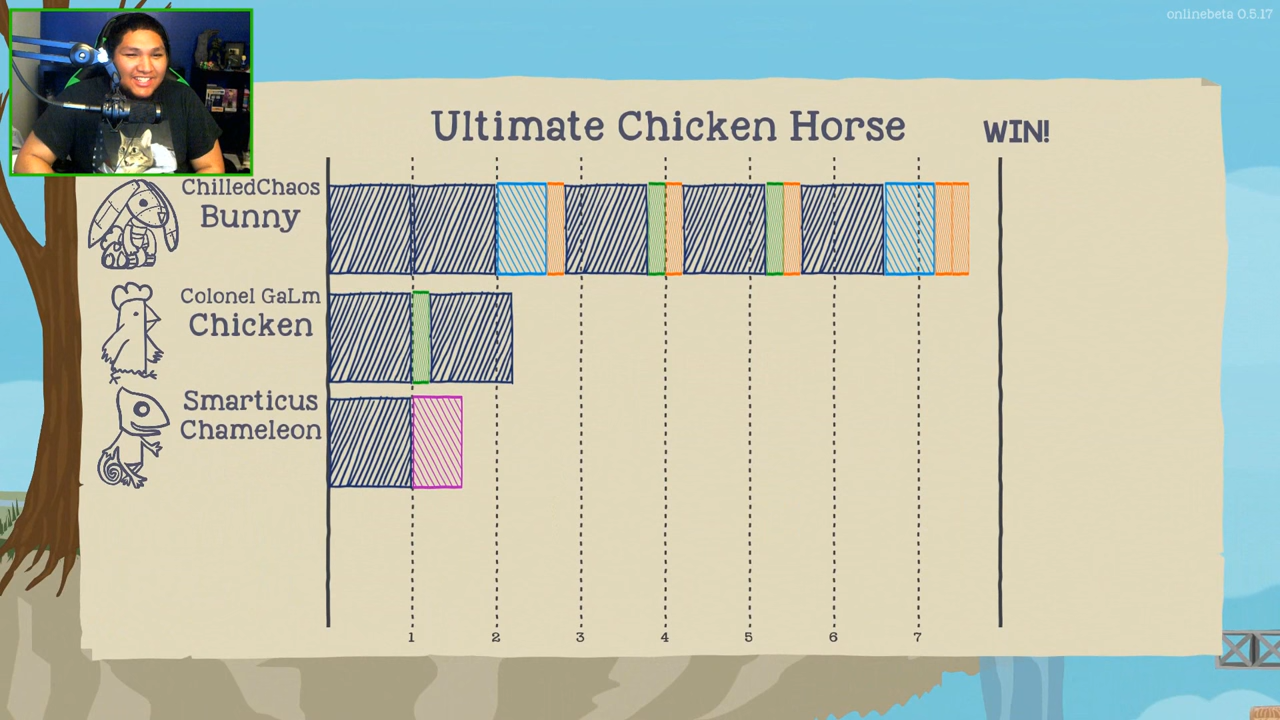 onlinebeta 0.5.17
Ultimate Chicken Horse
WIN!
ChilledChaos
Bunny
Colonel GaLm
Chicken
Smarticus
Chameleon
1 2 3 4 5 6 7